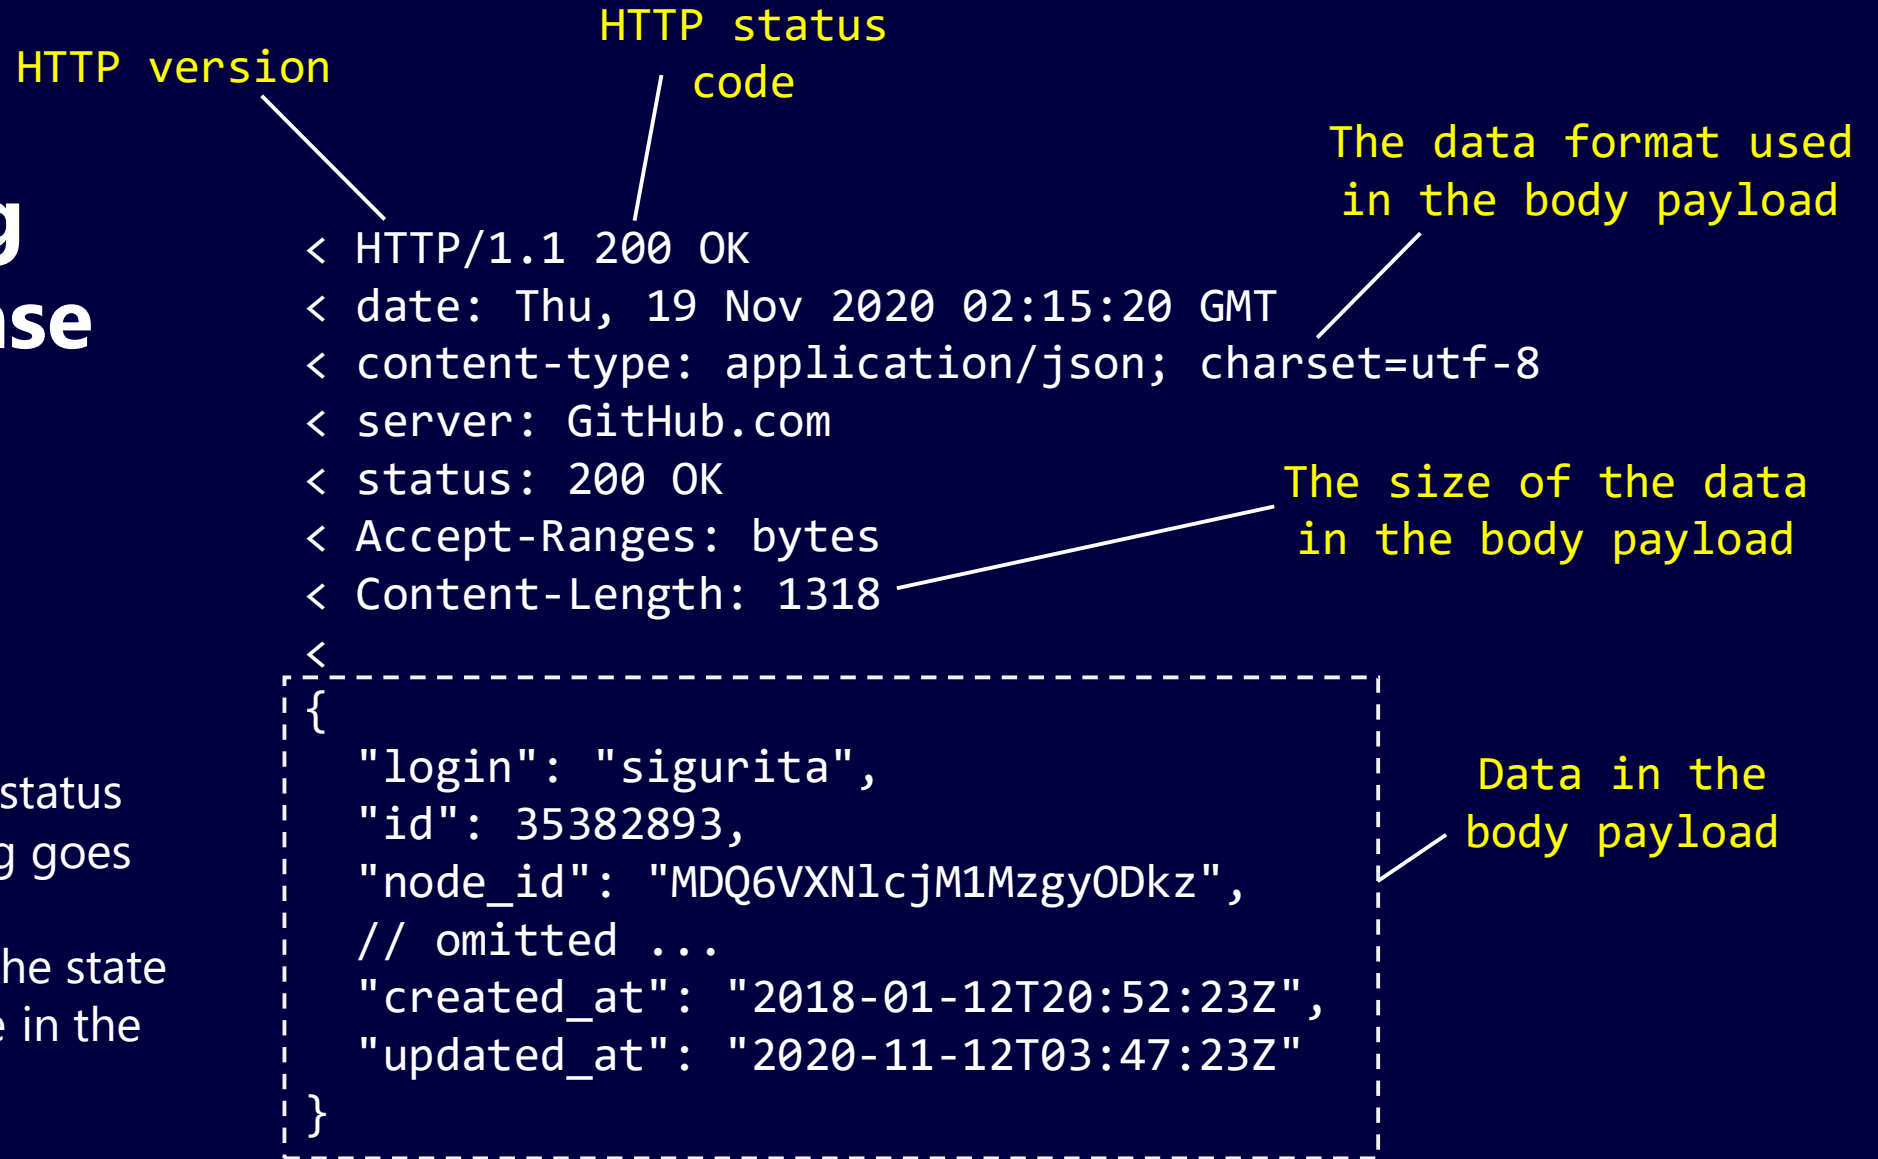 HTTP version
HTTP status
code
The data format used
in the body payload
< HTTP/1.1 200 OK
< date: Thu, 19 Nov 2020 02:15:20 GMT
< content-type: application/json; charset=utf-8
< server: GitHub.com
< status: 200 OK
< Accept-Ranges: bytes
< Content-Length: 1318
<
The size of the data
in the body payload
{
"login": "sigurita",
"id": 35382893,
"node_id": "MDQ6VXNlcjM1MzgyODkz",
// omitted ...
"created_at": "2018-01-12T20:52:23Z",
"updated_at": "2020-11-12T03:47:23Z"
}
Data in the
body payload
status
goes
state
in the